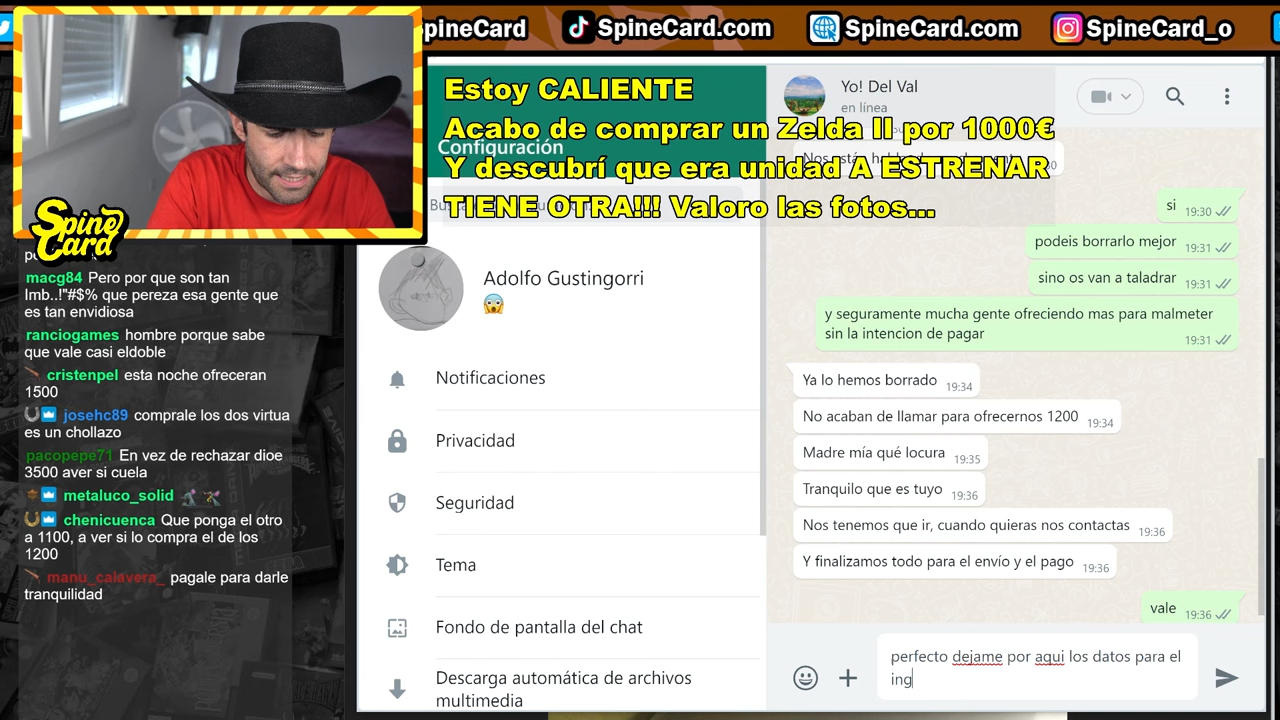 pineCard
SpineCard.com
SpineCard.com
SpineCard_o
Estoy CALIENTE
Acabo de comprar un Zelda II por 1000€
Y descubrí que era unidad A ESTRENAR
TIENE OTRA!!! Valoro las fotos...
Spine
Card
macg84 Pero por que son tan
lmb..!"#$% que pereza esa gente que
es tan envidiosa
ranciogames hombre porque sabe
que vale casi eldoble
cristenpel esta noche ofreceran
1500
josehc89 comprale los dos virtua
es un chollazo
pacopepe71 En vez de rechazar dioe
3500 aver si cuela
metaluco_solid
chenicuenca Que ponga el otro
a 1100, a ver si lo compra el de los
1200
manu_calavera_ pagale para darle
tranquilidad
Configuración
Adolfo Gustingorri
Notificaciones
Privacidad
Seguridad
Tema
Fondo de pantalla del chat
Descarga automática de archivos
multimedia
Yo! Del Val
en línea
si 19:30
podeis borrarlo mejor 19:31
sino os van a taladrar 19:31
y seguramente mucha gente ofreciendo mas para malmeter
sin la intencion de pagar 19:31
Ya lo hemos borrado 19:34
No acaban de llamar para ofrecernos 1200 19:34
Madre mía qué locura 19:35
Tranquilo que es tuyo 19:36
Nos tenemos que ir, cuando quieras nos contactas 19:36
Y finalizamos todo para el envío y el pago 19:36
vale 19:36
perfecto dejame por aqui los datos para el
ing